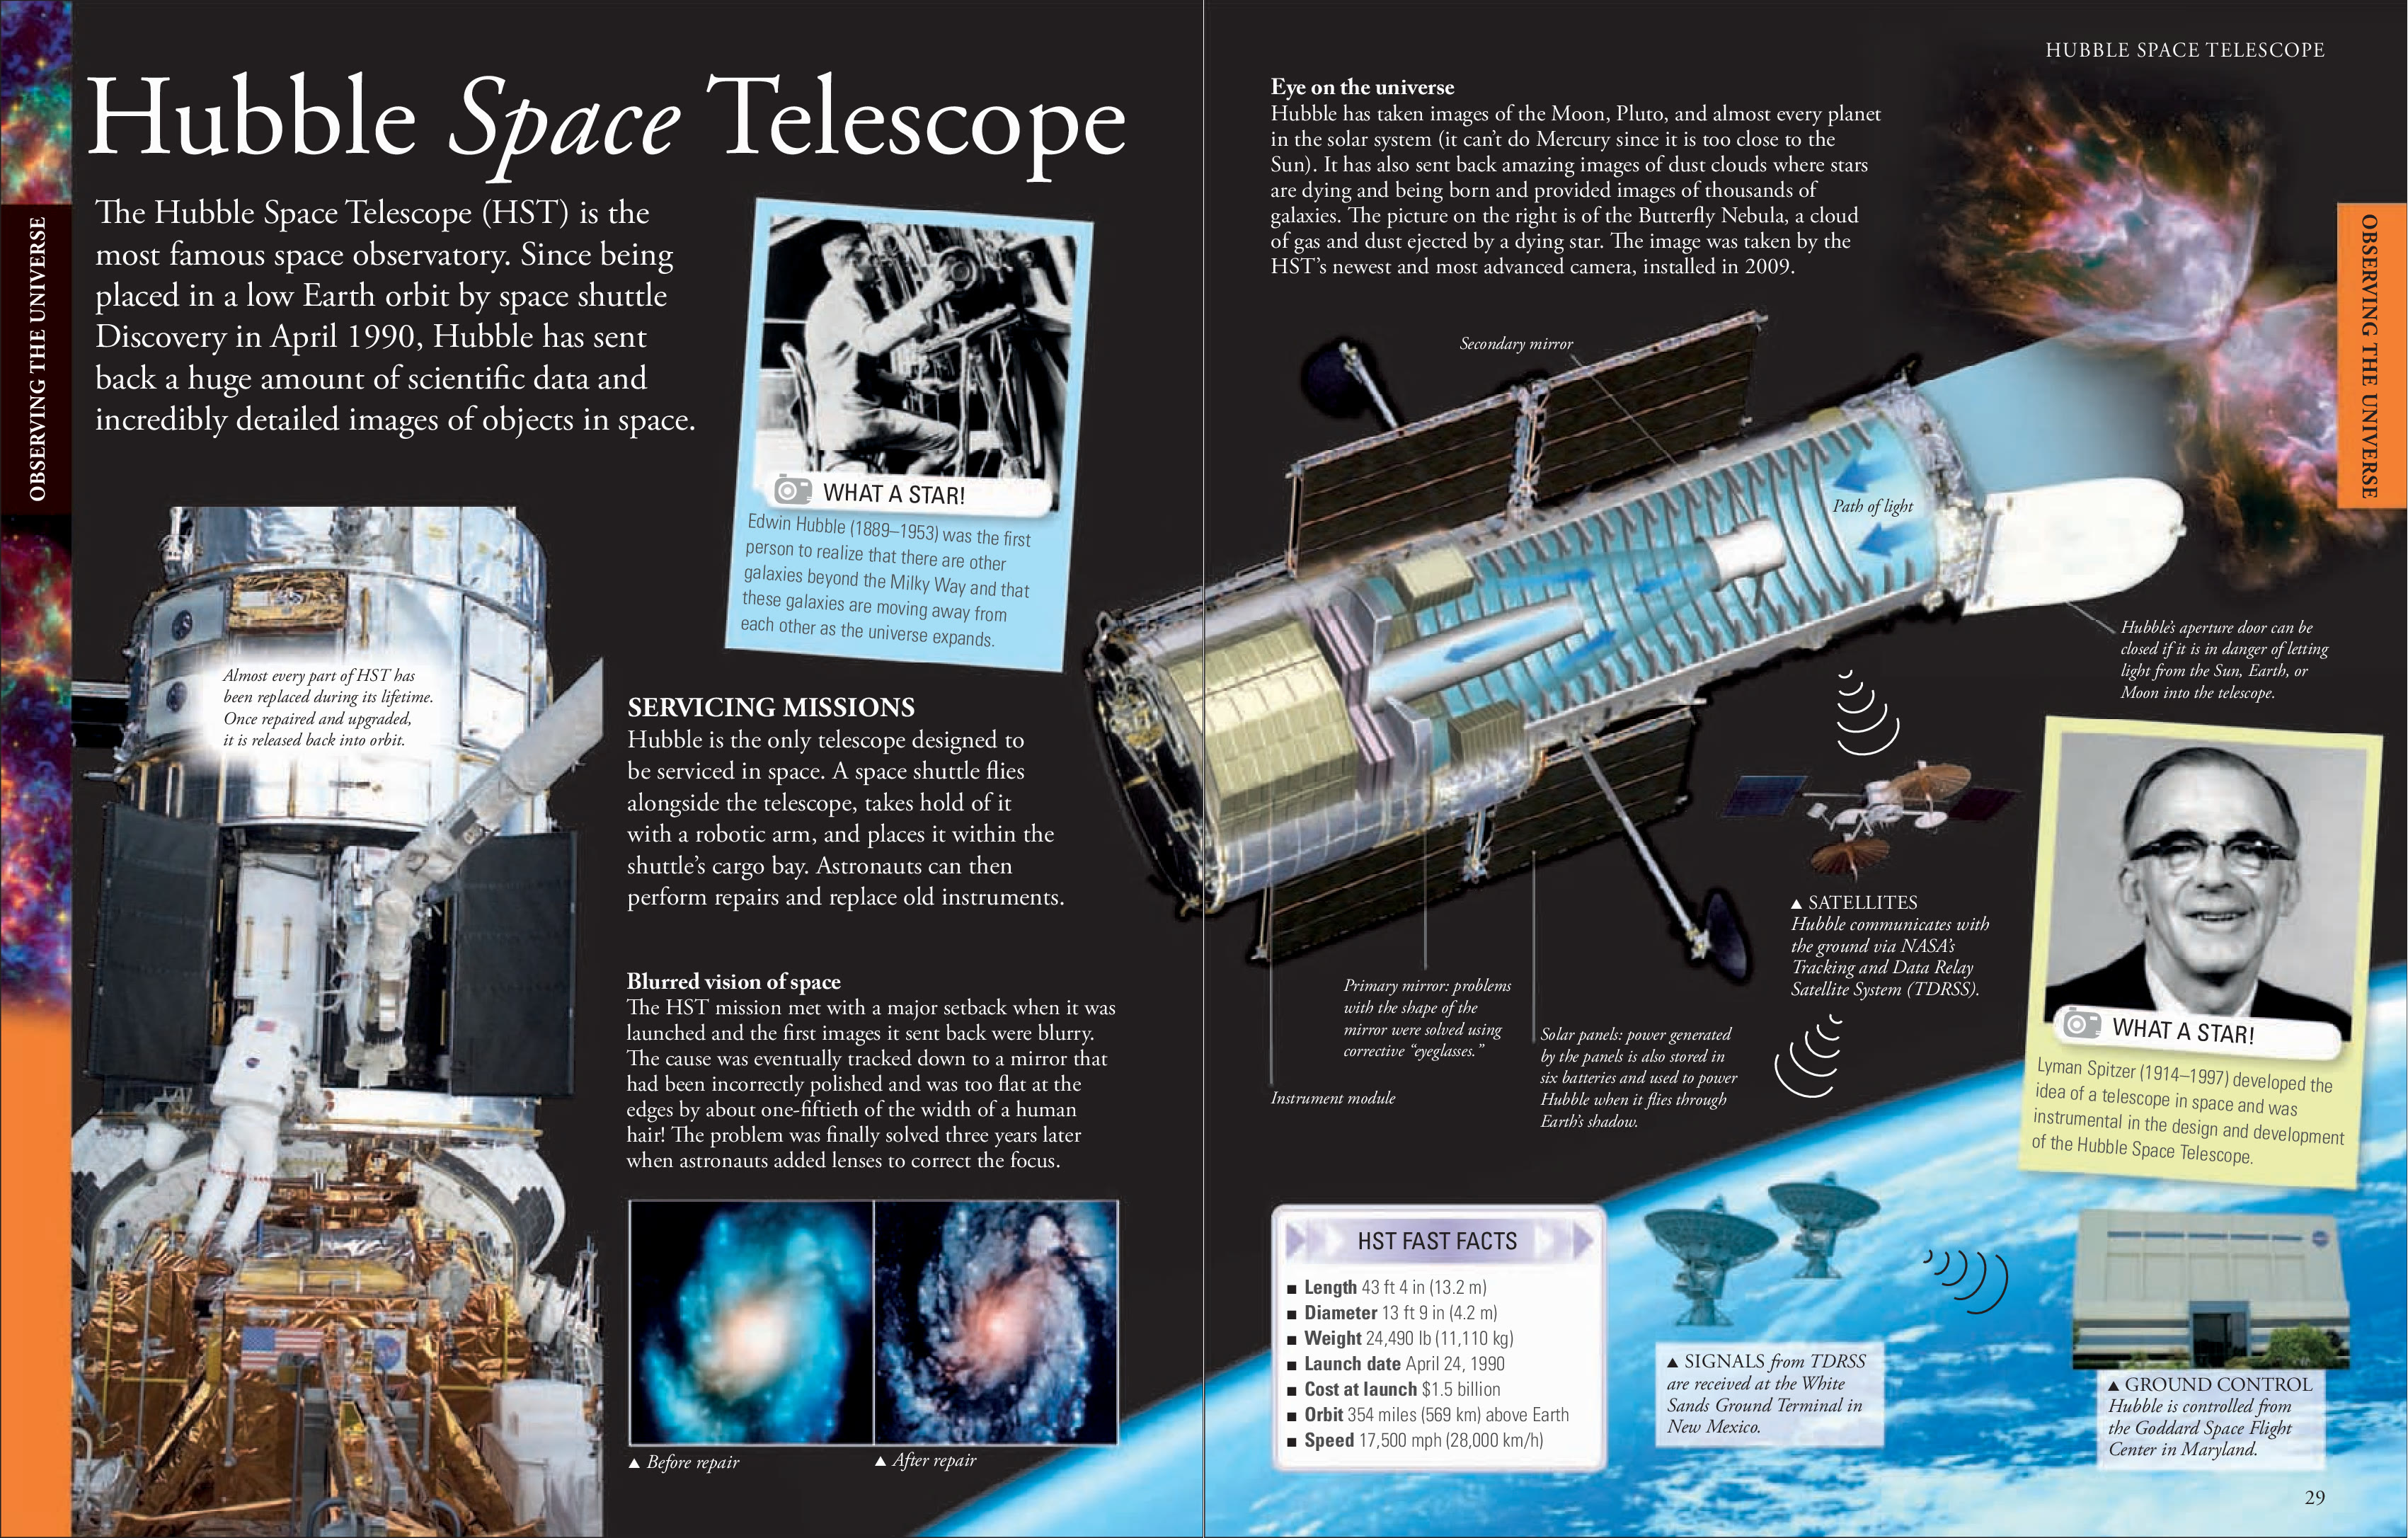 OBSERVING THE UNIVERSE
Hubble Space Telescope
The Hubble Space Telescope (HST) is the
most famous space observatory. Since being
placed in a low Earth orbit by space shuttle
Discovery in April 1990, Hubble has sent
back a huge amount of scientific data and
incredibly detailed images of objects in space.
WHAT A STAR!
Edwin Hubble (1889–1953) was the first
person to realize that there are other
galaxies beyond the Milky Way and that
these galaxies are moving away from
each other as the universe expands.
Almost every part of HST has
been replaced during its lifetime.
Once repaired and upgraded,
it is released back into orbit.
SERVICING MISSIONS
Hubble is the only telescope designed to
be serviced in space. A space shuttle flies
alongside the telescope, takes hold of it
with a robotic arm, and places it within the
shuttle's cargo bay. Astronauts can then
perform repairs and replace old instruments.
Blurred vision of space
The HST mission met with a major setback when it was
launched and the first images it sent back were blurry.
The cause was eventually tracked down to a mirror that
had been incorrectly polished and was too flat at the
edges by about one-fiftieth of the width of a human
hair! The problem was finally solved three years later
when astronauts added lenses to correct the focus.
▲ Before repair
▲ After repair
HUBBLE SPACE TELESCOPE
Eye on the universe
Hubble has taken images of the Moon, Pluto, and almost every planet
in the solar system (it can't do Mercury since it is too close to the
Sun). It has also sent back amazing images of dust clouds where stars
are dying and being born and provided images of thousands of
galaxies. The picture on the right is of the Butterfly Nebula, a cloud
of gas and dust ejected by a dying star. The image was taken by the
HST's newest and most advanced camera, installed in 2009.
OBSERVING THE UNIVERSE
Secondary mirror
Path of light
Hubble's aperture door can be
closed if it is in danger of letting
light from the Sun, Earth, or
Moon into the telescope.
▲ SATELLITES
Hubble communicates with
the ground via NASA's
Tracking and Data Relay
Satellite System (TDRSS).
Primary mirror: problems
with the shape of the
mirror were solved using
corrective “eyeglasses.”
Solar panels: power generated
by the panels is also stored in
six batteries and used to power
Hubble when it flies through
Earth's shadow.
Instrument module
WHAT A STAR!
Lyman Spitzer (1914–1997) developed the
idea of a telescope in space and was
instrumental in the design and development
of the Hubble Space Telescope.
HST FAST FACTS
■ Length 43 ft 4 in (13.2 m)
■ Diameter 13 ft 9 in (4.2 m)
■ Weight 24,490 lb (11,110 kg)
■ Launch date April 24, 1990
■ Cost at launch $1.5 billion
■ Orbit 354 miles (569 km) above Earth
■ Speed 17,500 mph (28,000 km/h)
▲ SIGNALS from TDRSS
are received at the White
Sands Ground Terminal in
New Mexico.
▲ GROUND CONTROL
Hubble is controlled from
the Goddard Space Flight
Center in Maryland.
29